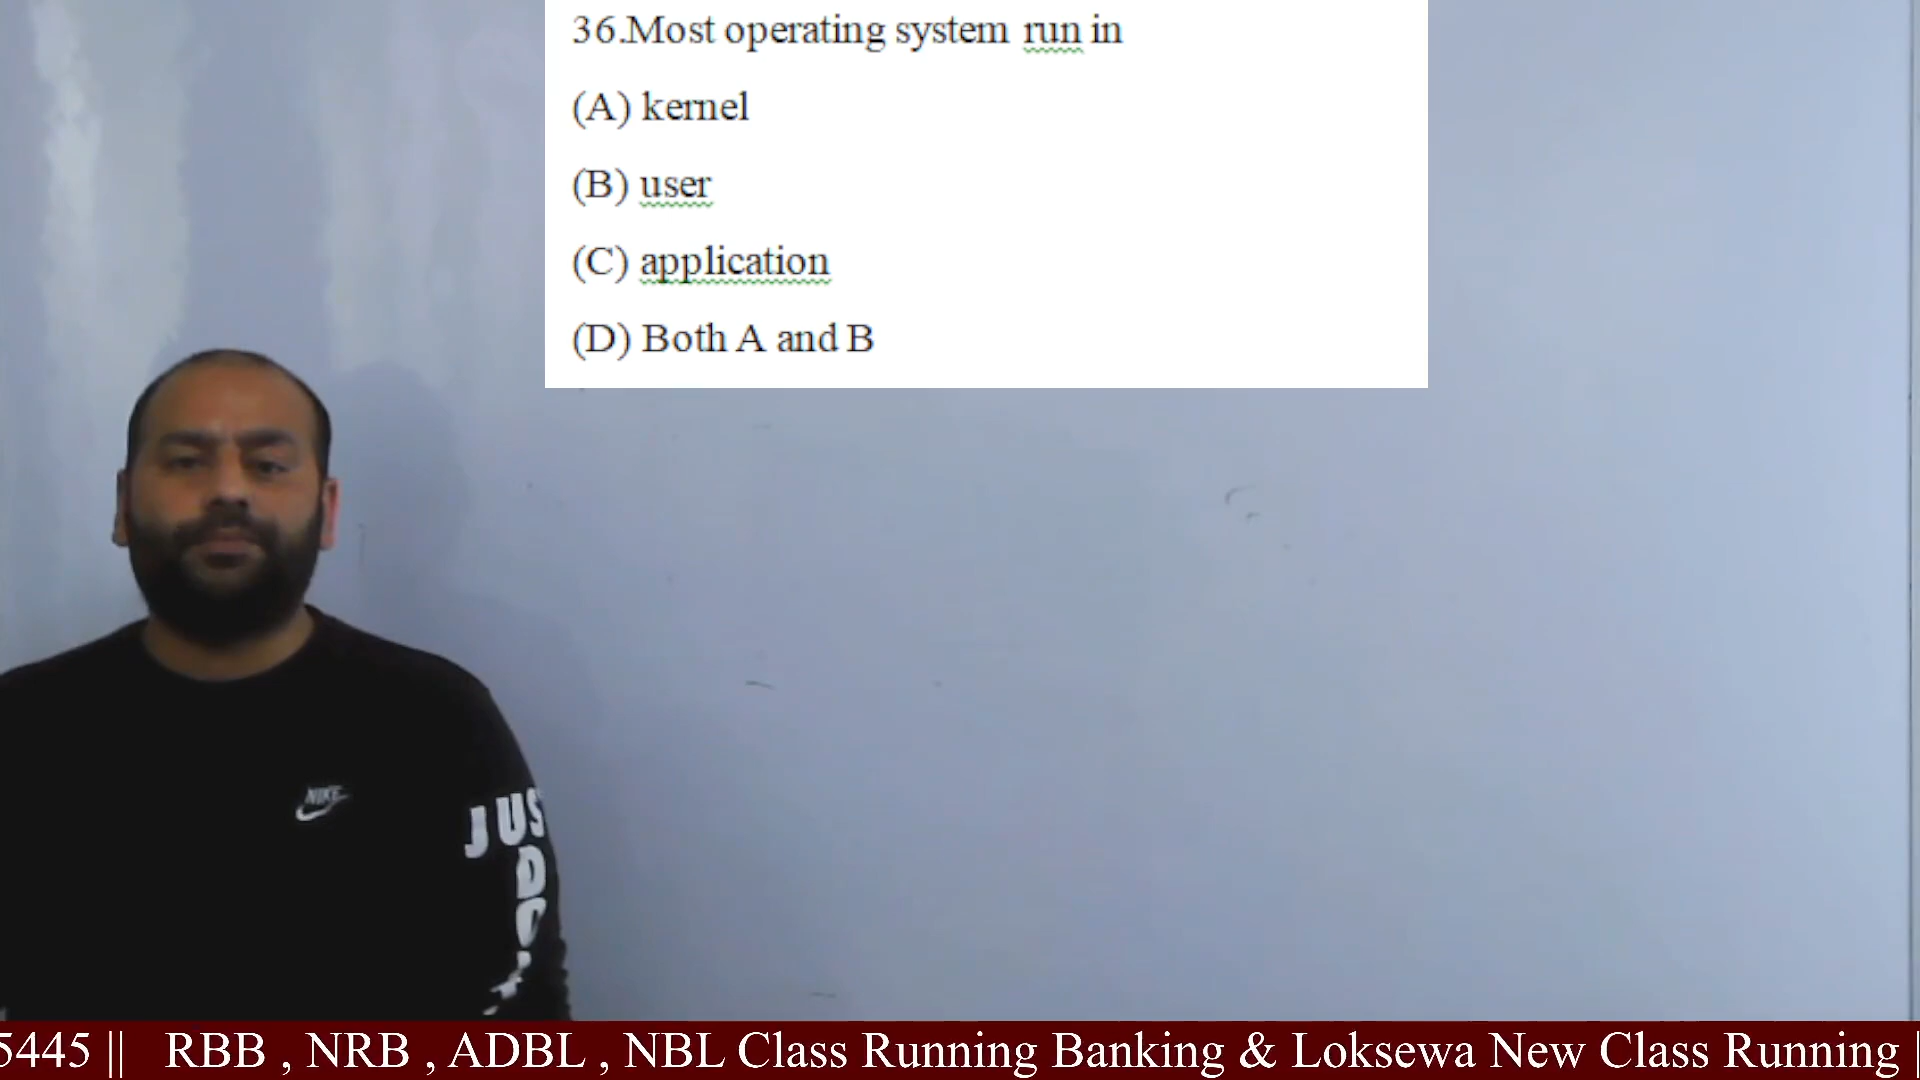 36.Most operating system run in
(A) kernel
(B) user
(C) application
(D) Both A and B
NIKE
JUS
D
O
5445 || RBB , NRB , ADBL , NBL Class Running Banking & Loksewa New Class Running |